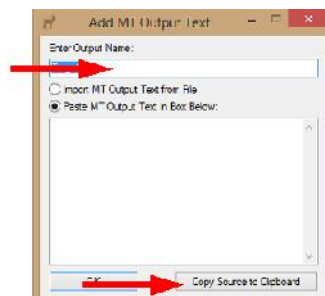 Add MT Output Text
Enter Output Name:
Import MT Output Text from File
Paste MT Output Text in Box Below:
Copy Source to Clipboard